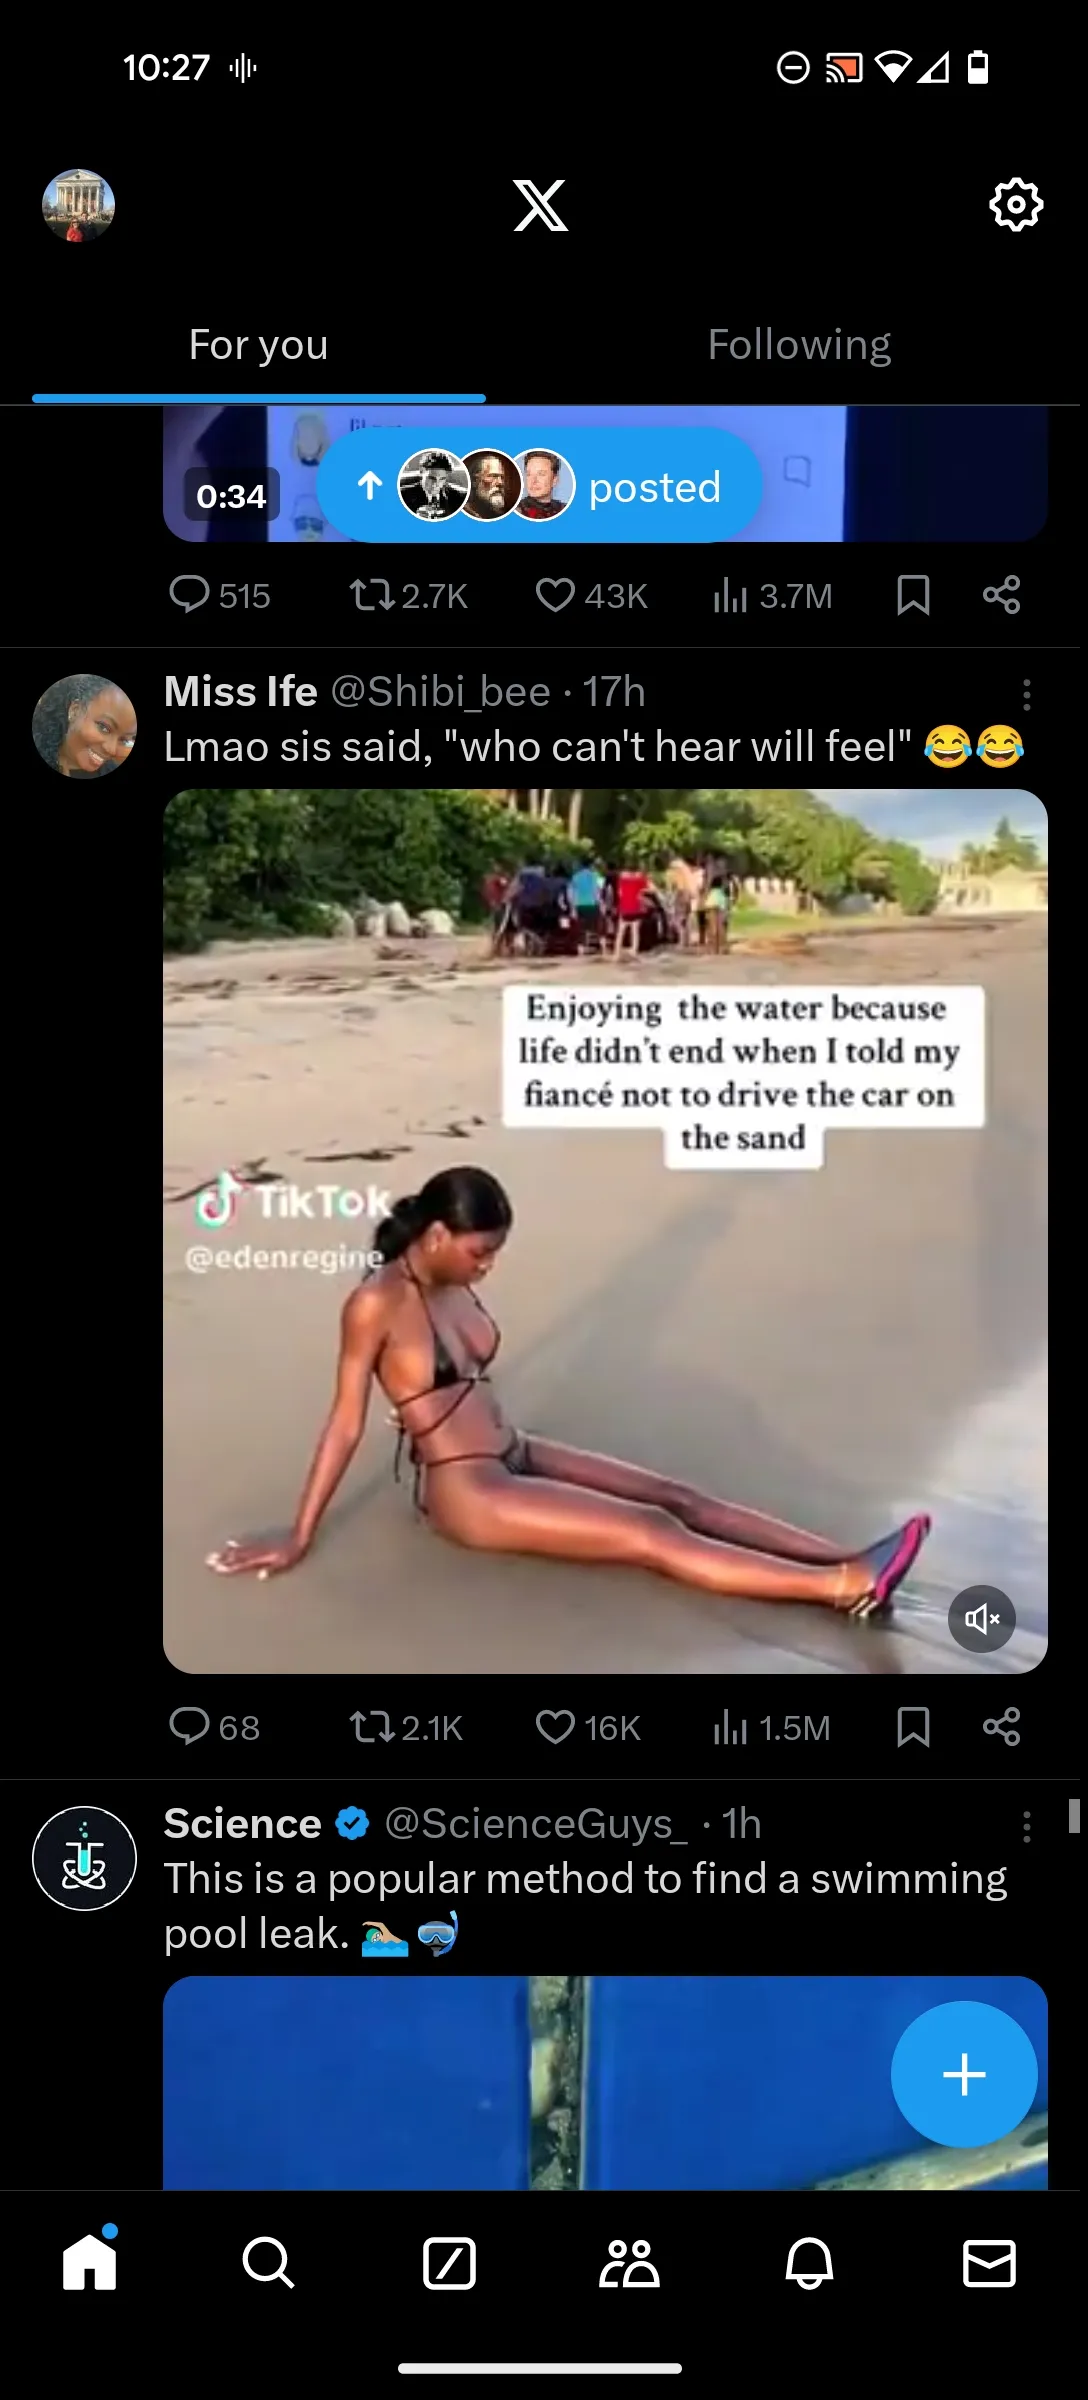 10:27
For you
Following
0:34
posted
515
2.7K
43K
3.7M
Miss Ife @Shibi_bee · 17h
Lmao sis said, "who can't hear will feel" 😂😂
Enjoying the water because
life didn't end when I told my
fiancé not to drive the car on
the sand
TikTok
@edenregine
68
2.1K
16K
1.5M
Science @ScienceGuys_ · 1h
This is a popular method to find a swimming
pool leak. 🏊🏼‍♂️🤿